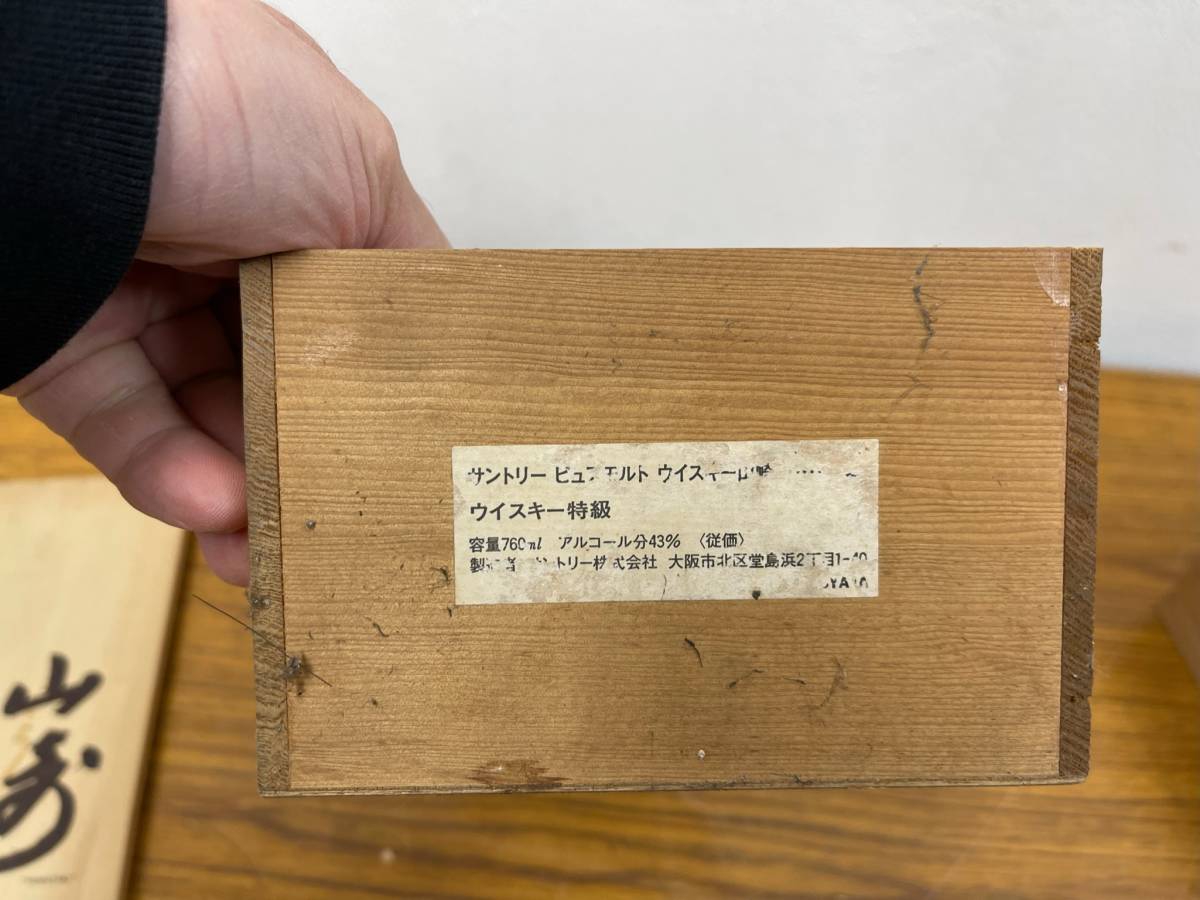 サントリー ピュアモルト ウイスキー山崎
ウイスキー特級
容量760ml アルコール分43% 〈従価〉
製造者 サントリー株式会社 大阪市北区堂島浜2丁目1-40
YA
山崎